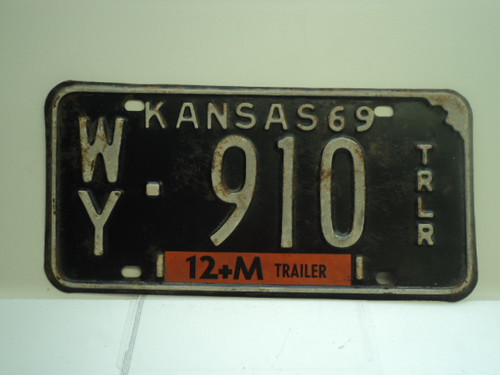 KANSAS 69
WY 910 TRLR
12+M TRAILER